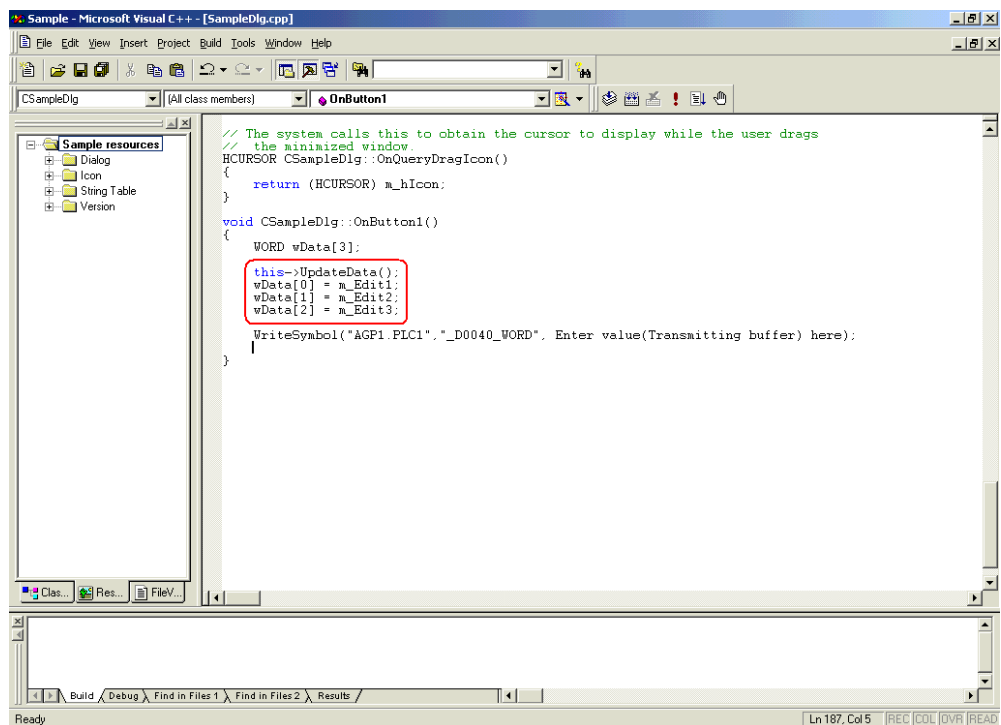 Sample - Microsoft Visual C++ - [SampleDlg.cpp]
File Edit View Insert Project Build Tools Window Help
CSampleDlg
(All class members)
OnButton1
Sample resources
Dialog
Icon
String Table
Version
// The system calls this to obtain the cursor to display while the user drags
//  the minimized window.
HCURSOR CSampleDlg::OnQueryDragIcon()
{
    return (HCURSOR) m_hIcon;
}
void CSampleDlg::OnButton1()
{
    WORD wData[3];
    this->UpdateData();
    wData[0] = m_Edit1;
    wData[1] = m_Edit2;
    wData[2] = m_Edit3;
    WriteSymbol("AGP1.PLC1","_D0040_WORD", Enter value(Transmitting buffer) here);
}
Clas... Res... FileV...
Build Debug Find in Files 1 Find in Files 2 Results
Ready
Ln 187, Col 5 REC COL OVR READ